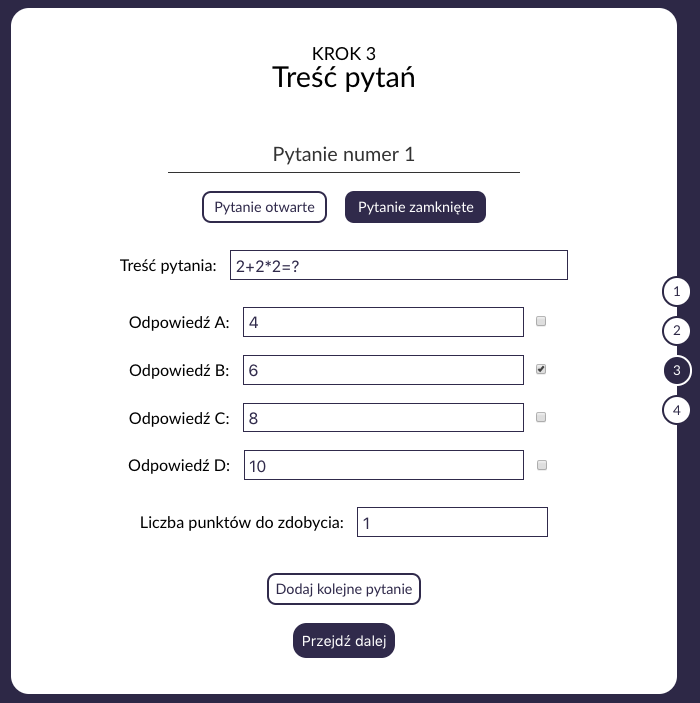 KROK 3
Treść pytań
Pytanie numer 1
Pytanie otwarte Pytanie zamknięte
Treść pytania: 2+2*2=?
Odpowiedź A: 4
Odpowiedź B: 6
Odpowiedź C: 8
Odpowiedź D: 10
Liczba punktów do zdobycia: 1
Dodaj kolejne pytanie
Przejdź dalej
1
2
3
4